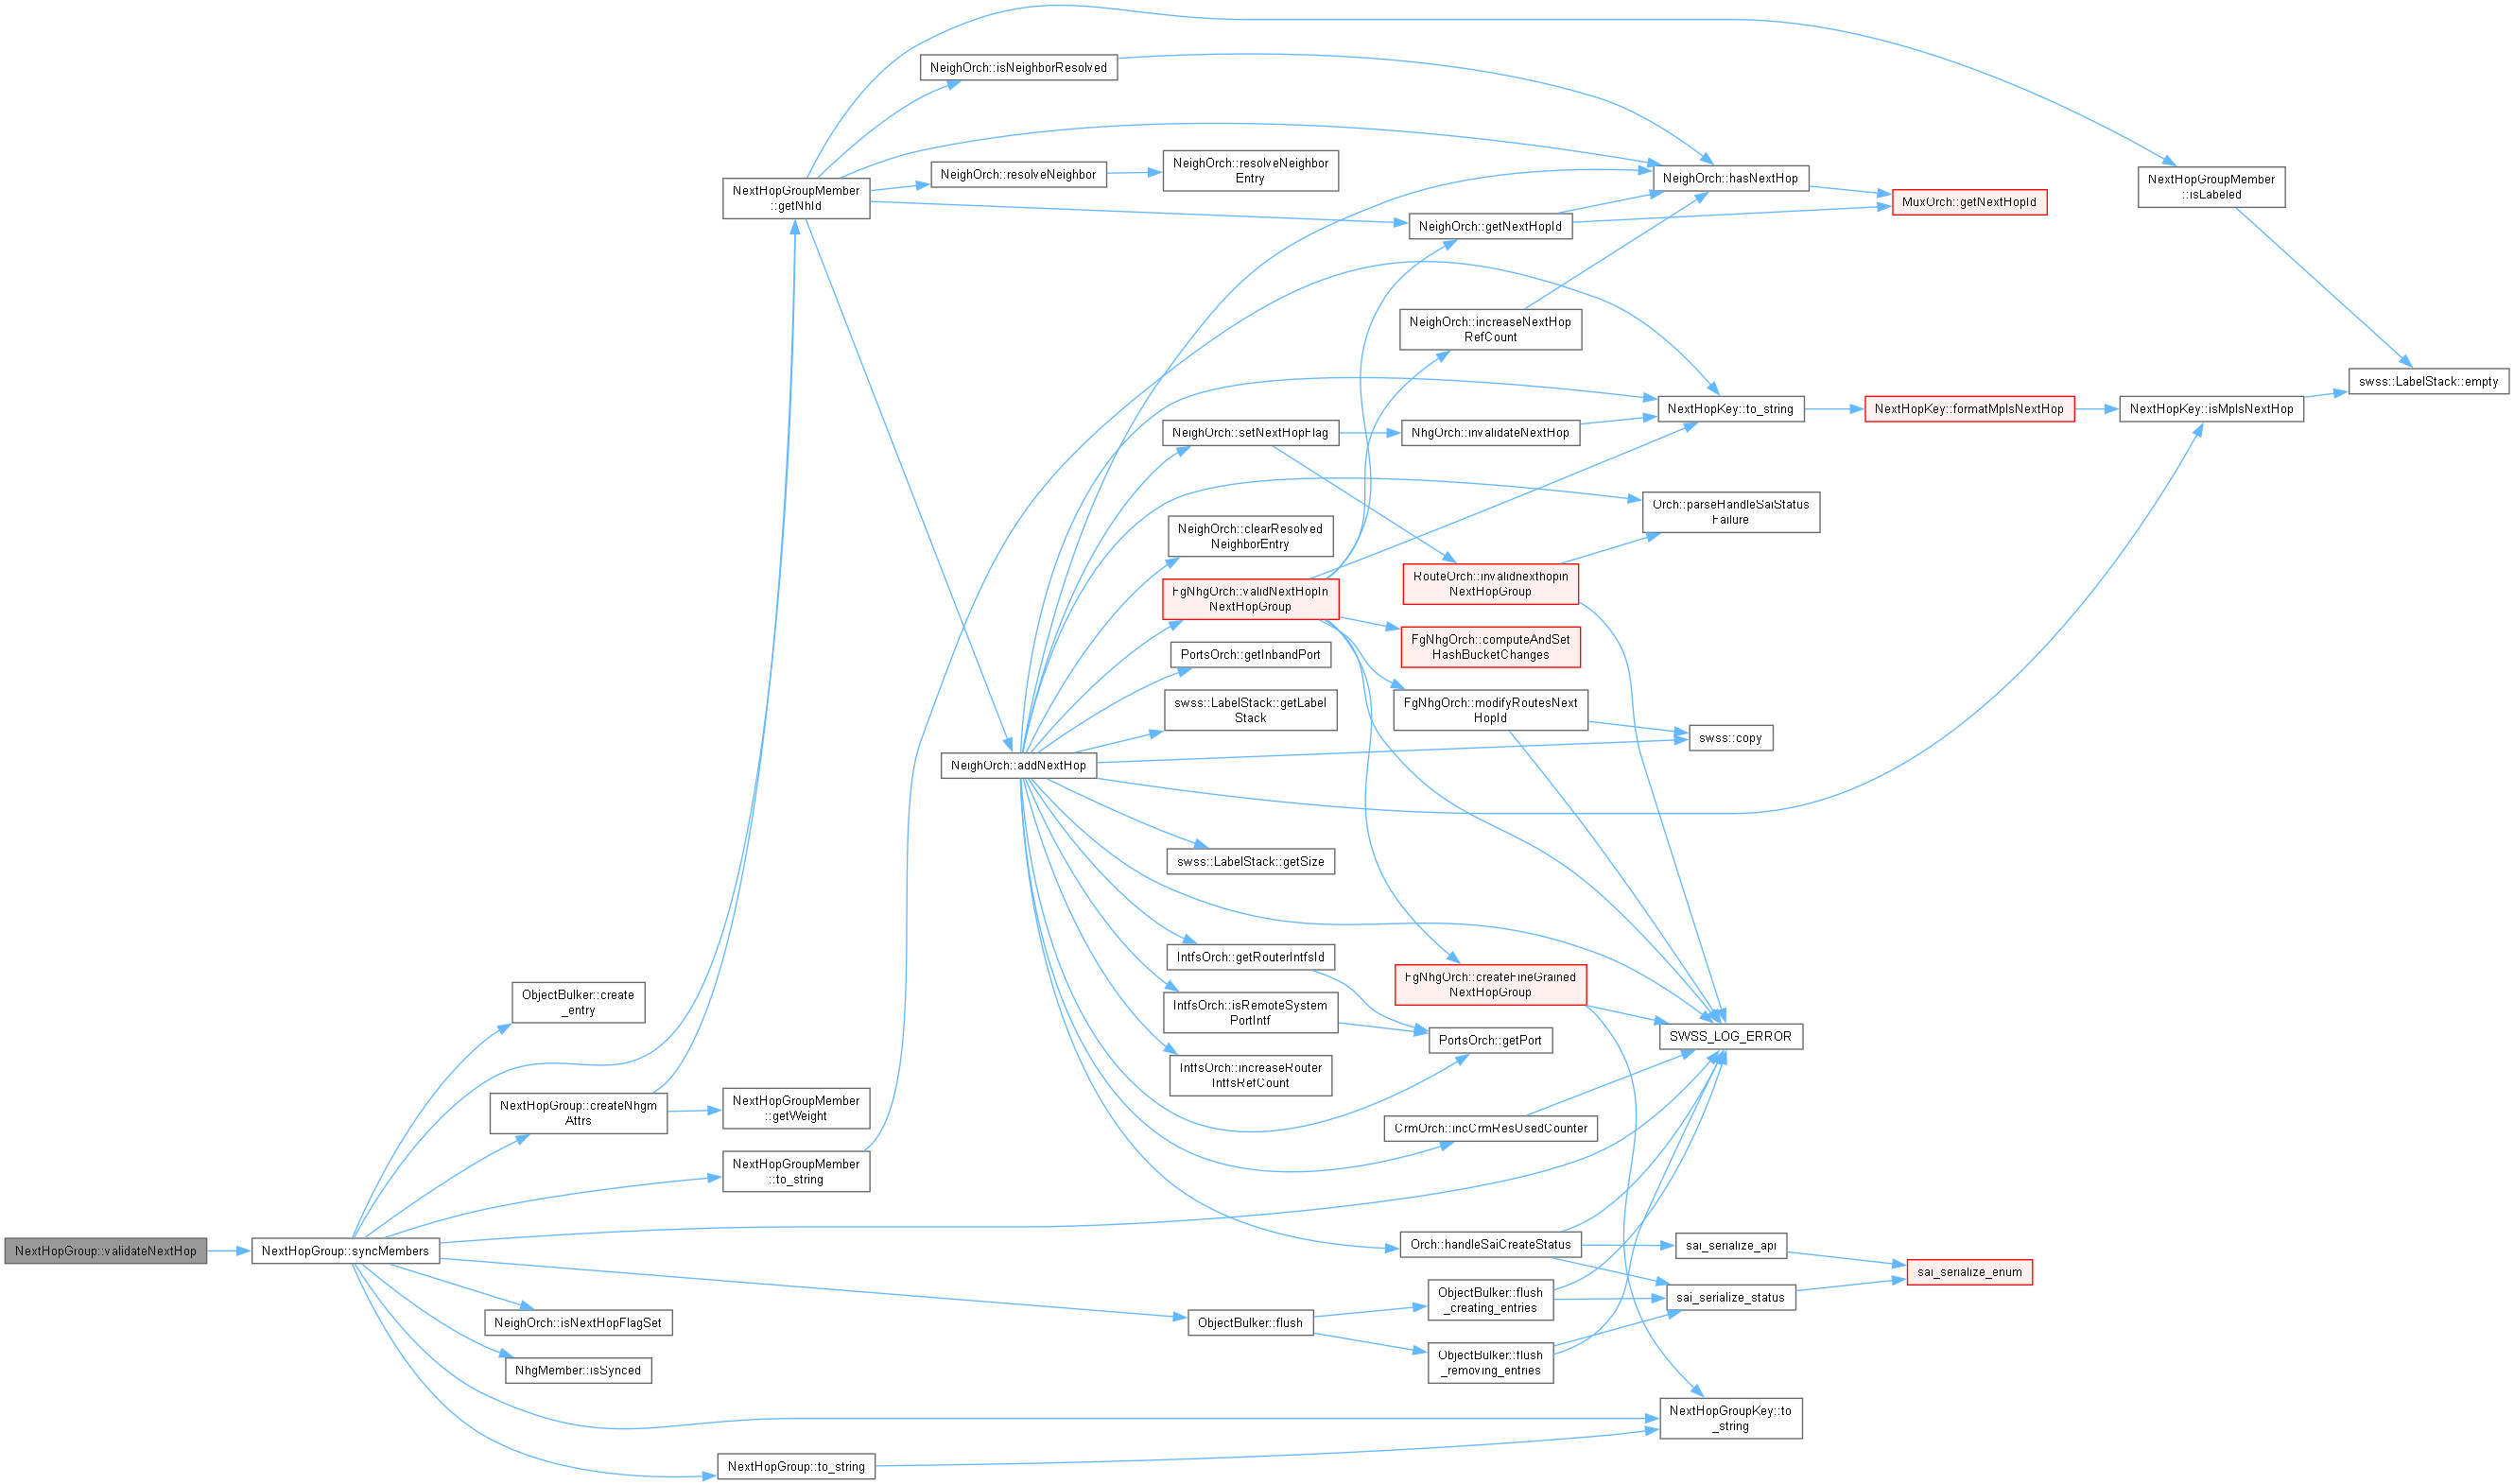 NextHopGroup::validateNextHop
NextHopGroup::syncMembers
ObjectBulker::create
_entry
NextHopGroup::createNhgm
Attrs
NeighOrch::isNextHopFlagSet
NhgMember::isSynced
NextHopGroupMember
::getNhId
NextHopGroupMember
::getWeight
NextHopGroupMember
::to_string
NextHopGroup::to_string
NeighOrch::isNeighborResolved
NeighOrch::resolveNeighbor
NeighOrch::addNextHop
NeighOrch::resolveNeighbor
Entry
NeighOrch::setNextHopFlag
NeighOrch::clearResolved
NeighborEntry
FgNhgOrch::validNextHopIn
NextHopGroup
PortsOrch::getInbandPort
swss::LabelStack::getLabel
Stack
swss::LabelStack::getSize
IntfsOrch::getRouterIntfsId
IntfsOrch::isRemoteSystem
PortIntf
IntfsOrch::increaseRouter
IntfsRefCount
ObjectBulker::flush
NeighOrch::getNextHopId
NeighOrch::increaseNextHop
RefCount
NhgOrch::invalidateNextHop
RouteOrch::invalidnexthopin
NextHopGroup
FgNhgOrch::computeAndSet
HashBucketChanges
FgNhgOrch::modifyRoutesNext
HopId
FgNhgOrch::createFineGrained
NextHopGroup
PortsOrch::getPort
CrmOrch::incCrmResUsedCounter
Orch::handleSaiCreateStatus
ObjectBulker::flush
_creating_entries
ObjectBulker::flush
_removing_entries
NeighOrch::hasNextHop
NextHopKey::to_string
Orch::parseHandleSaiStatus
Failure
swss::copy
SWSS_LOG_ERROR
sai_serialize_api
sai_serialize_status
NextHopGroupKey::to
_string
MuxOrch::getNextHopId
NextHopKey::formatMplsNextHop
sai_serialize_enum
NextHopGroupMember
::isLabeled
NextHopKey::isMplsNextHop
swss::LabelStack::empty